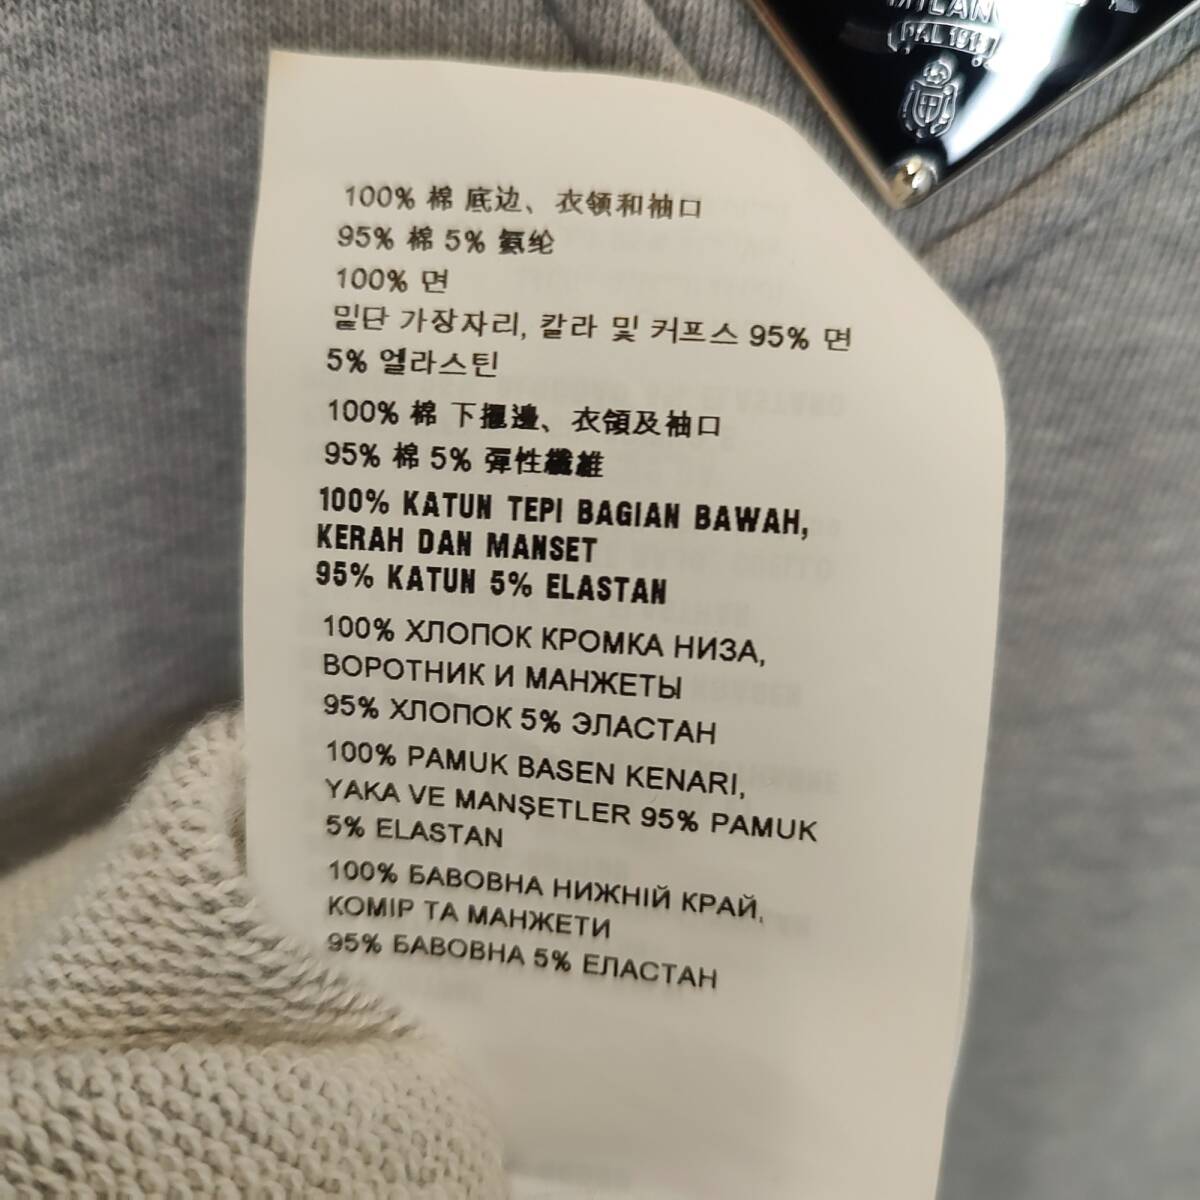 MILANO
DAL 1913
100% 棉 底边、衣领和袖口
95% 棉 5% 氨纶
100% 면
밑단 가장자리, 칼라 및 커프스 95% 면
5% 엘라스틴
100% 棉 下擺邊、衣領及袖口
95% 棉 5% 彈性纖維
100% KATUN TEPI BAGIAN BAWAH,
KERAH DAN MANSET
95% KATUN 5% ELASTAN
100% ХЛОПОК КРОМКА НИЗА,
ВОРОТНИК И МАНЖЕТЫ
95% ХЛОПОК 5% ЭЛАСТАН
100% PAMUK BASEN KENARI,
YAKA VE MANŞETLER 95% PAMUK
5% ELASTAN
100% БАВОВНА НИЖНІЙ КРАЙ,
КОМІР ТА МАНЖЕТИ
95% БАВОВНА 5% ЕЛАСТАН